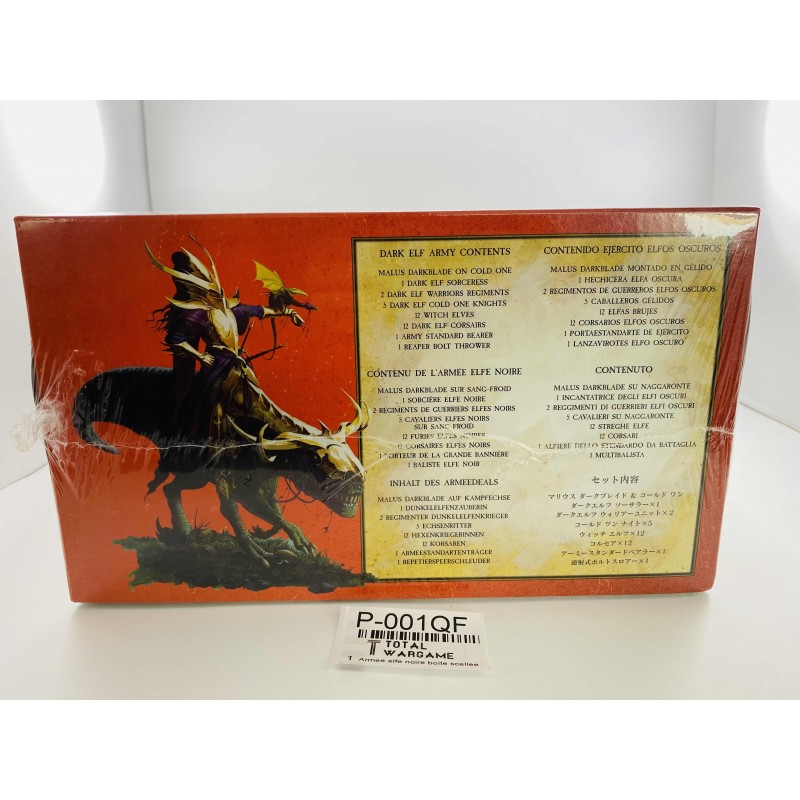 DARK ELF ARMY CONTENTS
MALUS DARKBLADE ON COLD ONE
1 DARK ELF SORCERESS
2 DARK ELF WARRIORS REGIMENTS
5 DARK ELF COLD ONE KNIGHTS
12 WITCH ELVES
12 DARK ELF CORSAIRS
1 ARMY STANDARD BEARER
1 REAPER BOLT THROWER
CONTENIDO EJERCITO ELFOS OSCUROS
MALUS DARKBLADE MONTADO EN GELIDO
1 HECHICERA ELFA OSCURA
2 REGIMENTOS DE GUERREROS ELFOS OSCUROS
5 CABALLEROS GÉLIDOS
12 ELFAS BRUJES
12 CORSARIOS ELFOS OSCUROS
1 PORTAESTANDARTE DE EJÉRCITO
1 LANZAVIROTES ELFO OSCURO
CONTENU DE L'ARMÉE ELFE NOIRE
MALUS DARKBLADE SUR SANG-FROID
1 SORCIÈRE ELFE NOIRE
2 REGIMENTS DE GUERRIERS ELFES NOIRS
5 CAVALIERS ELFES NOIRS
SUR SANG FROID
12 FURIES ELFES NOIRES
12 CORSAIRES ELFES NOIRS
1 PORTEUR DE LA GRANDE BANNIÈRE
1 BALISTE ELFE NOIR
CONTENUTO
MALUS DARKBLADE SU NAGGARONTE
1 INCANTATRICE DEGLI ELFI OSCURI
2 REGGIMENTI DI GUERRIERI ELFI OSCURI
5 CAVALIERI SU NAGGARONTE
12 STREGHE ELFE
12 CORSARI
1 ALFIERE DELLO STENDARDO DA BATTAGLIA
1 MULTIBALISTA
INHALT DES ARMEEDEALS
MALUS DARKBLADE AUF KAMPFECHSE
1 DUNKELELFENZAUBERIN
2 REGIMENTER DUNKELELFENKRIEGER
5 ECHSENRITTER
12 HEXENKRIEGERINNEN
12 KORSAREN
1 ARMEESTANDARTENTRÄGER
1 REPETIERSPEERSCHLEUDER
セット内容
マリウス ダークブレイド & コールド ワン
ダークエルフ ソーサラー×1
ダークエルフ ウォリアーユニット×2
コールド ワン ナイト×5
ウィッチ エルフ×12
コルセア×12
アーミースタンダードベアラー×1
連射式ボルトスロアー×1
P-001QF
TOTAL
WARGAME
1 Armée elfe noire boite scellée